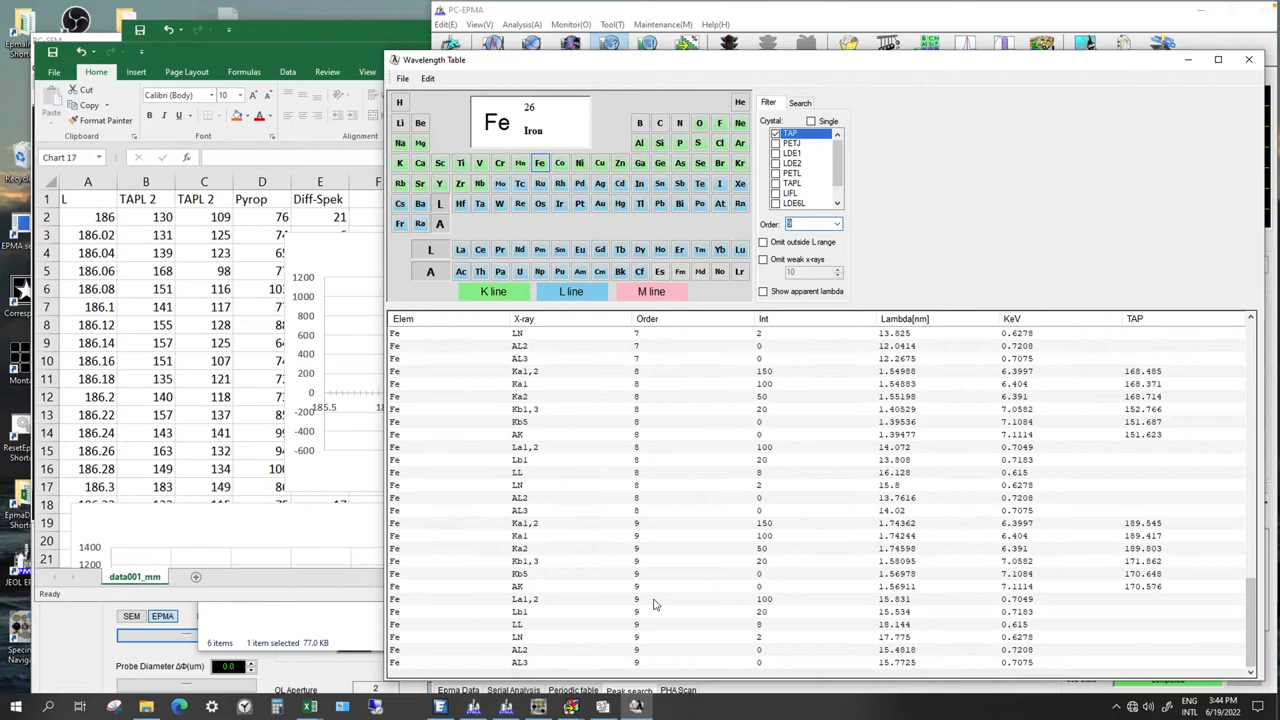 PC-EPMA
Edit(E) View(V) Analysis(A) Monitor(O) Tool(T) Maintenance(M) Help(H)
Wavelength Table
File Edit
File Home Insert Page Layout Formulas Data Review View
Cut
Copy
Paste
Format Painter
Clipboard
Calibri (Body) 10
Font
Chart 17
A B C D E F
1 L TAPL 2 TAPL 2 Pyrop Diff-Spek
2 186 130 109 76 21
3 186.02 131 125
4 186.04 139 123
5 186.06 168 98
6 186.08 151 116
7 186.1 141 117
8 186.12 155 128
9 186.14 157 125
10 186.16 151 106
11 186.18 135 121
12 186.2 140 118
13 186.22 157 137
14 186.24 143 141
15 186.26 163 132
16 186.28 149 134
17 186.3 183 149
18
19
20
21
1200
1000
800
600
400
200
0
-200
-400
-600
185.5
1400
1200
data001_mm
Ready
SEM EPMA
6 items 1 item selected 77.0 KB
Probe Diameter ΔΦ(um) 0.0
OL Aperture 2
26
Fe
Iron
H He
Li Be B C N O F Ne
Na Mg Al Si P S Cl Ar
K Ca Sc Ti V Cr Mn Fe Co Ni Cu Zn Ga Ge As Se Br Kr
Rb Sr Y Zr Nb Mo Tc Ru Rh Pd Ag Cd In Sn Sb Te I Xe
Cs Ba L Hf Ta W Re Os Ir Pt Au Hg Tl Pb Bi Po At Rn
Fr Ra A
L La Ce Pr Nd Pm Sm Eu Gd Tb Dy Ho Er Tm Yb Lu
A Ac Th Pa U Np Pu Am Cm Bk Cf Es Fm Md No Lr
K line L line M line
Filter Search
Crystal: Single
TAP
PETJ
LDE1
LDE2
PETL
TAPL
LIFL
LDE6L
Order: 9
Omit outside L range
Omit weak x-rays
10
Show apparent lambda
Elem X-ray Order Int Lambda[nm] KeV TAP
Fe LN 7 2 13.825 0.6278
Fe AL2 7 0 12.0414 0.7208
Fe AL3 7 0 12.2675 0.7075
Fe Ka1,2 8 150 1.54988 6.3997 168.485
Fe Ka1 8 100 1.54883 6.404 168.371
Fe Ka2 8 50 1.55198 6.391 168.714
Fe Kb1,3 8 20 1.40529 7.0582 152.766
Fe Kb5 8 0 1.39536 7.1084 151.687
Fe AK 8 0 1.39477 7.1114 151.623
Fe La1,2 8 100 14.072 0.7049
Fe Lb1 8 20 13.808 0.7183
Fe LL 8 8 16.128 0.615
Fe LN 8 2 15.8 0.6278
Fe AL2 8 0 13.7616 0.7208
Fe AL3 8 0 14.02 0.7075
Fe Ka1,2 9 150 1.74362 6.3997 189.545
Fe Ka1 9 100 1.74244 6.404 189.417
Fe Ka2 9 50 1.74598 6.391 189.803
Fe Kb1,3 9 20 1.58095 7.0582 171.862
Fe Kb5 9 0 1.56978 7.1084 170.648
Fe AK 9 0 1.56911 7.1114 170.576
Fe La1,2 9 100 15.831 0.7049
Fe Lb1 9 20 15.534 0.7183
Fe LL 9 8 18.144 0.615
Fe LN 9 2 17.775 0.6278
Fe AL2 9 0 15.4818 0.7208
Fe AL3 9 0 15.7725 0.7075
Epma Data Serial Analysis Periodic table Peak search PHA Scan
ENG
INTL
3:44 PM
6/19/2022